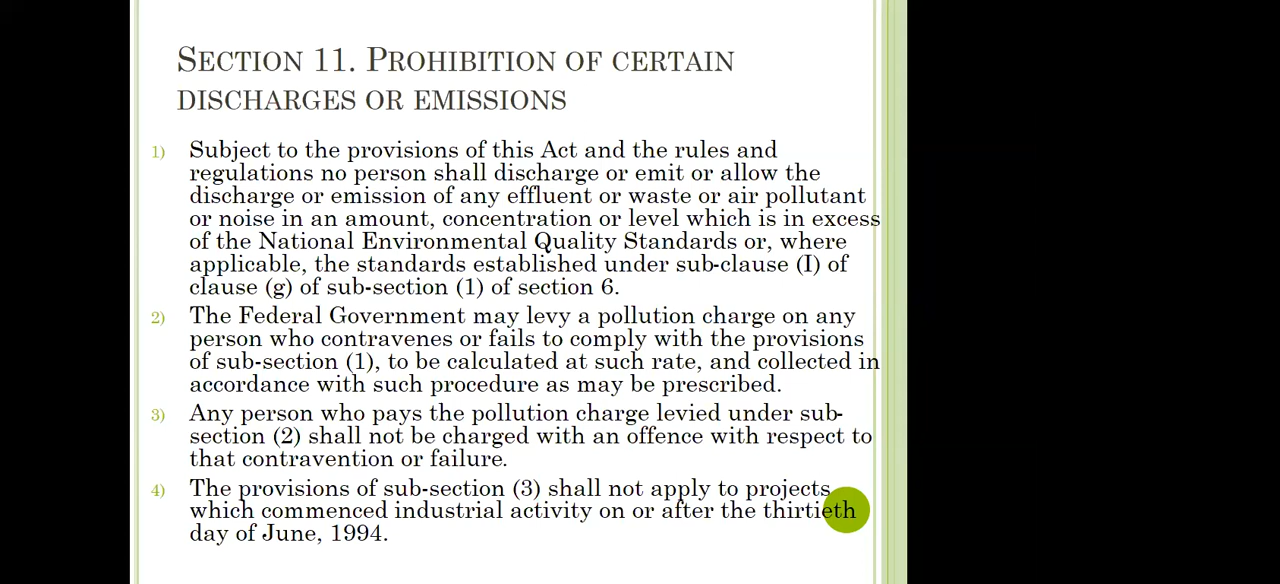 SECTION 11. PROHIBITION OF CERTAIN
DISCHARGES OR EMISSIONS
1) Subject to the provisions of this Act and the rules and
regulations no person shall discharge or emit or allow the
discharge or emission of any effluent or waste or air pollutant
or noise in an amount, concentration or level which is in excess
of the National Environmental Quality Standards or, where
applicable, the standards established under sub-clause (I) of
clause (g) of sub-section (1) of section 6.
2) The Federal Government may levy a pollution charge on any
person who contravenes or fails to comply with the provisions
of sub-section (1), to be calculated at such rate, and collected in
accordance with such procedure as may be prescribed.
3) Any person who pays the pollution charge levied under sub-
section (2) shall not be charged with an offence with respect to
that contravention or failure.
4) The provisions of sub-section (3) shall not apply to projects
which commenced industrial activity on or after the thirtieth
day of June, 1994.